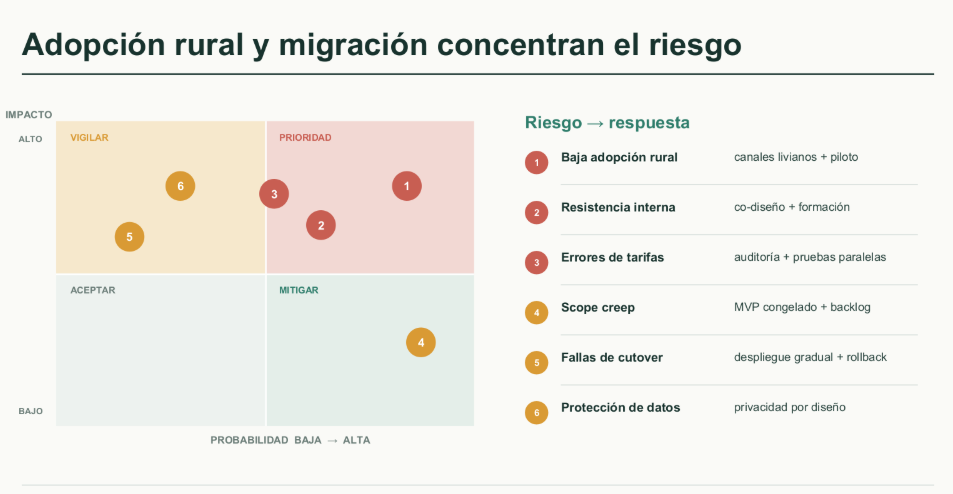 Adopción rural y migración concentran el riesgo
IMPACTO
ALTO
VIGILAR
PRIORIDAD
6
3
1
2
5
ACEPTAR
MITIGAR
4
BAJO
PROBABILIDAD BAJA → ALTA
Riesgo → respuesta
1 Baja adopción rural canales livianos + piloto
2 Resistencia interna co-diseño + formación
3 Errores de tarifas auditoría + pruebas paralelas
4 Scope creep MVP congelado + backlog
5 Fallas de cutover despliegue gradual + rollback
6 Protección de datos privacidad por diseño